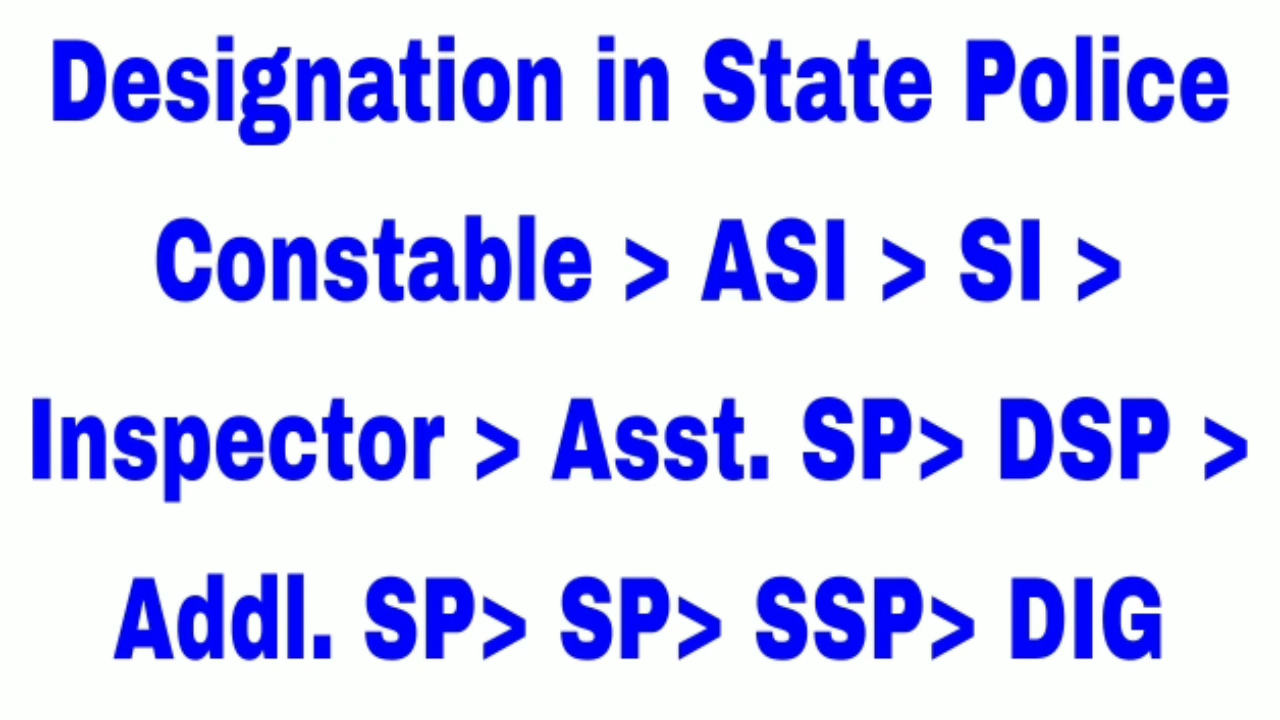 Designation in State Police
Constable > ASI > SI >
Inspector > Asst. SP> DSP >
Addl. SP> SP> SSP> DIG